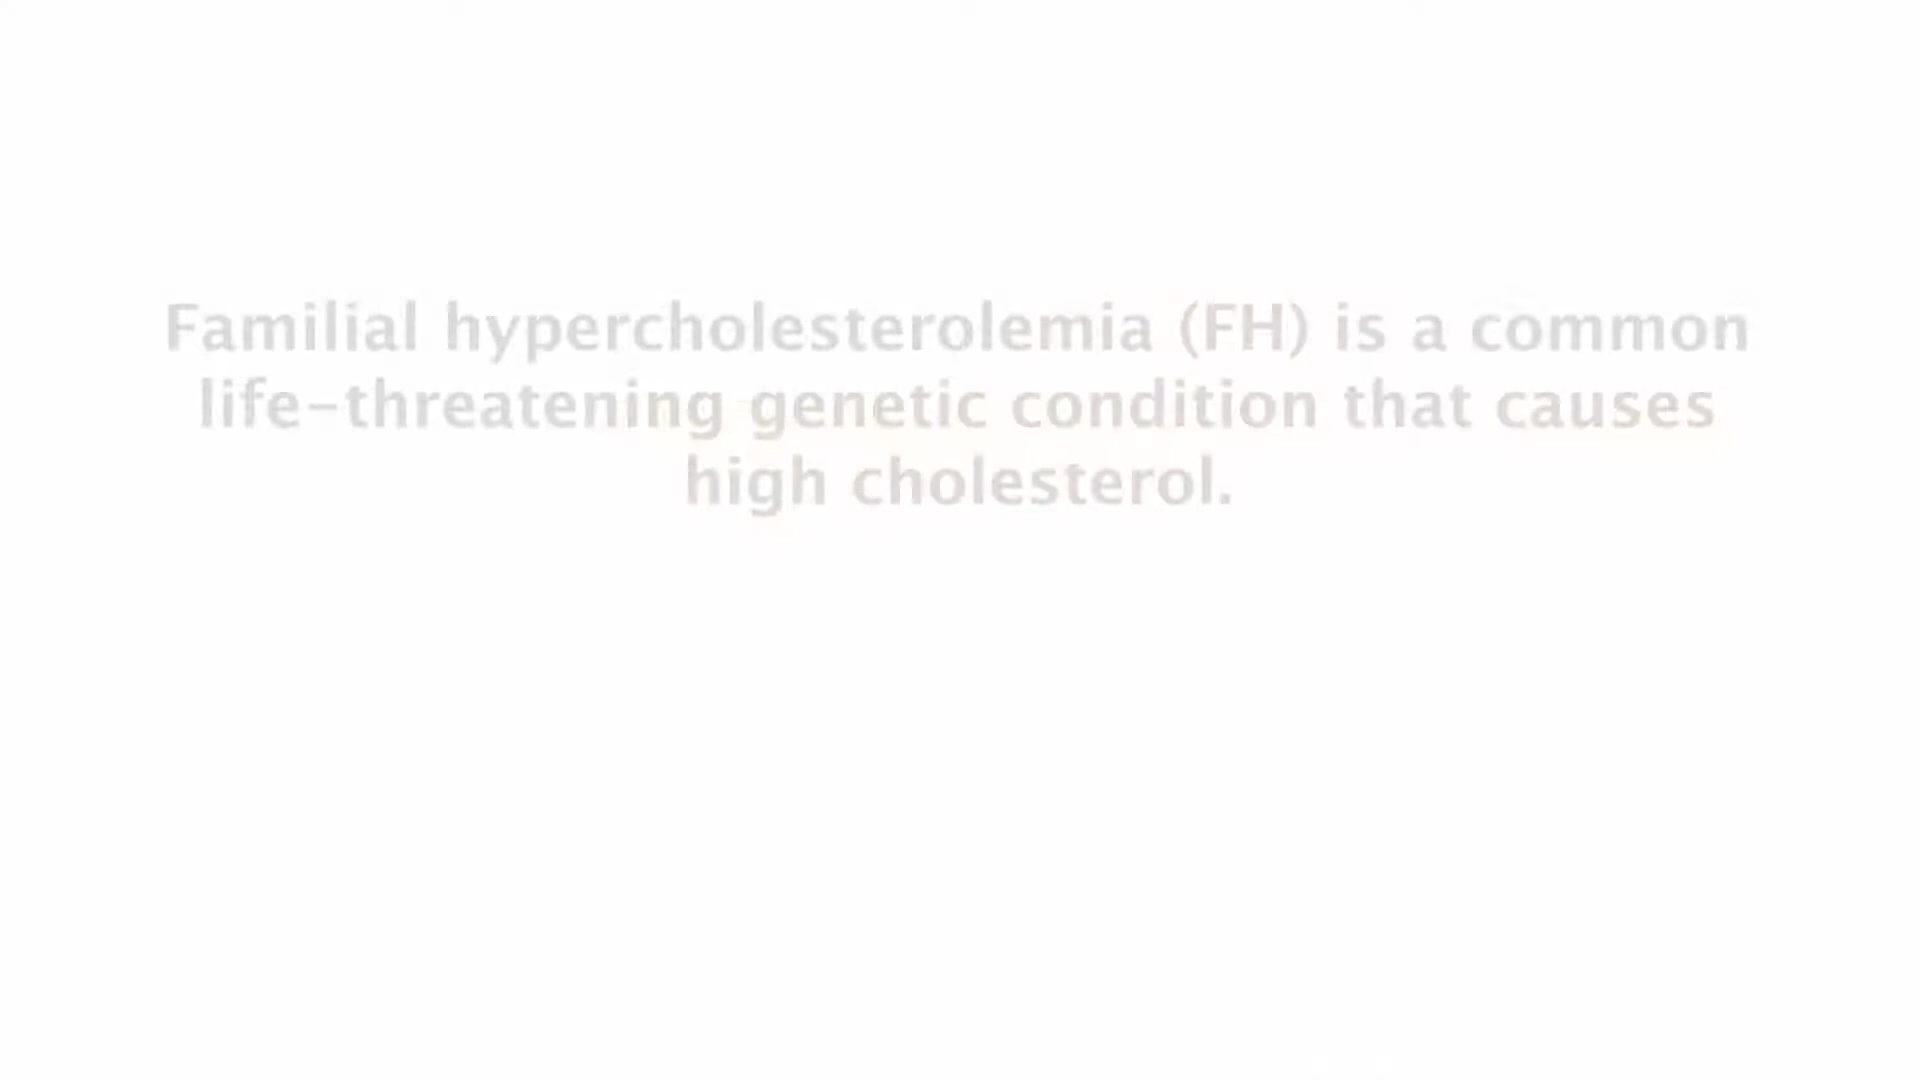 Familial hypercholesterolemia (FH) is a common
life-threatening genetic condition that causes
high cholesterol.